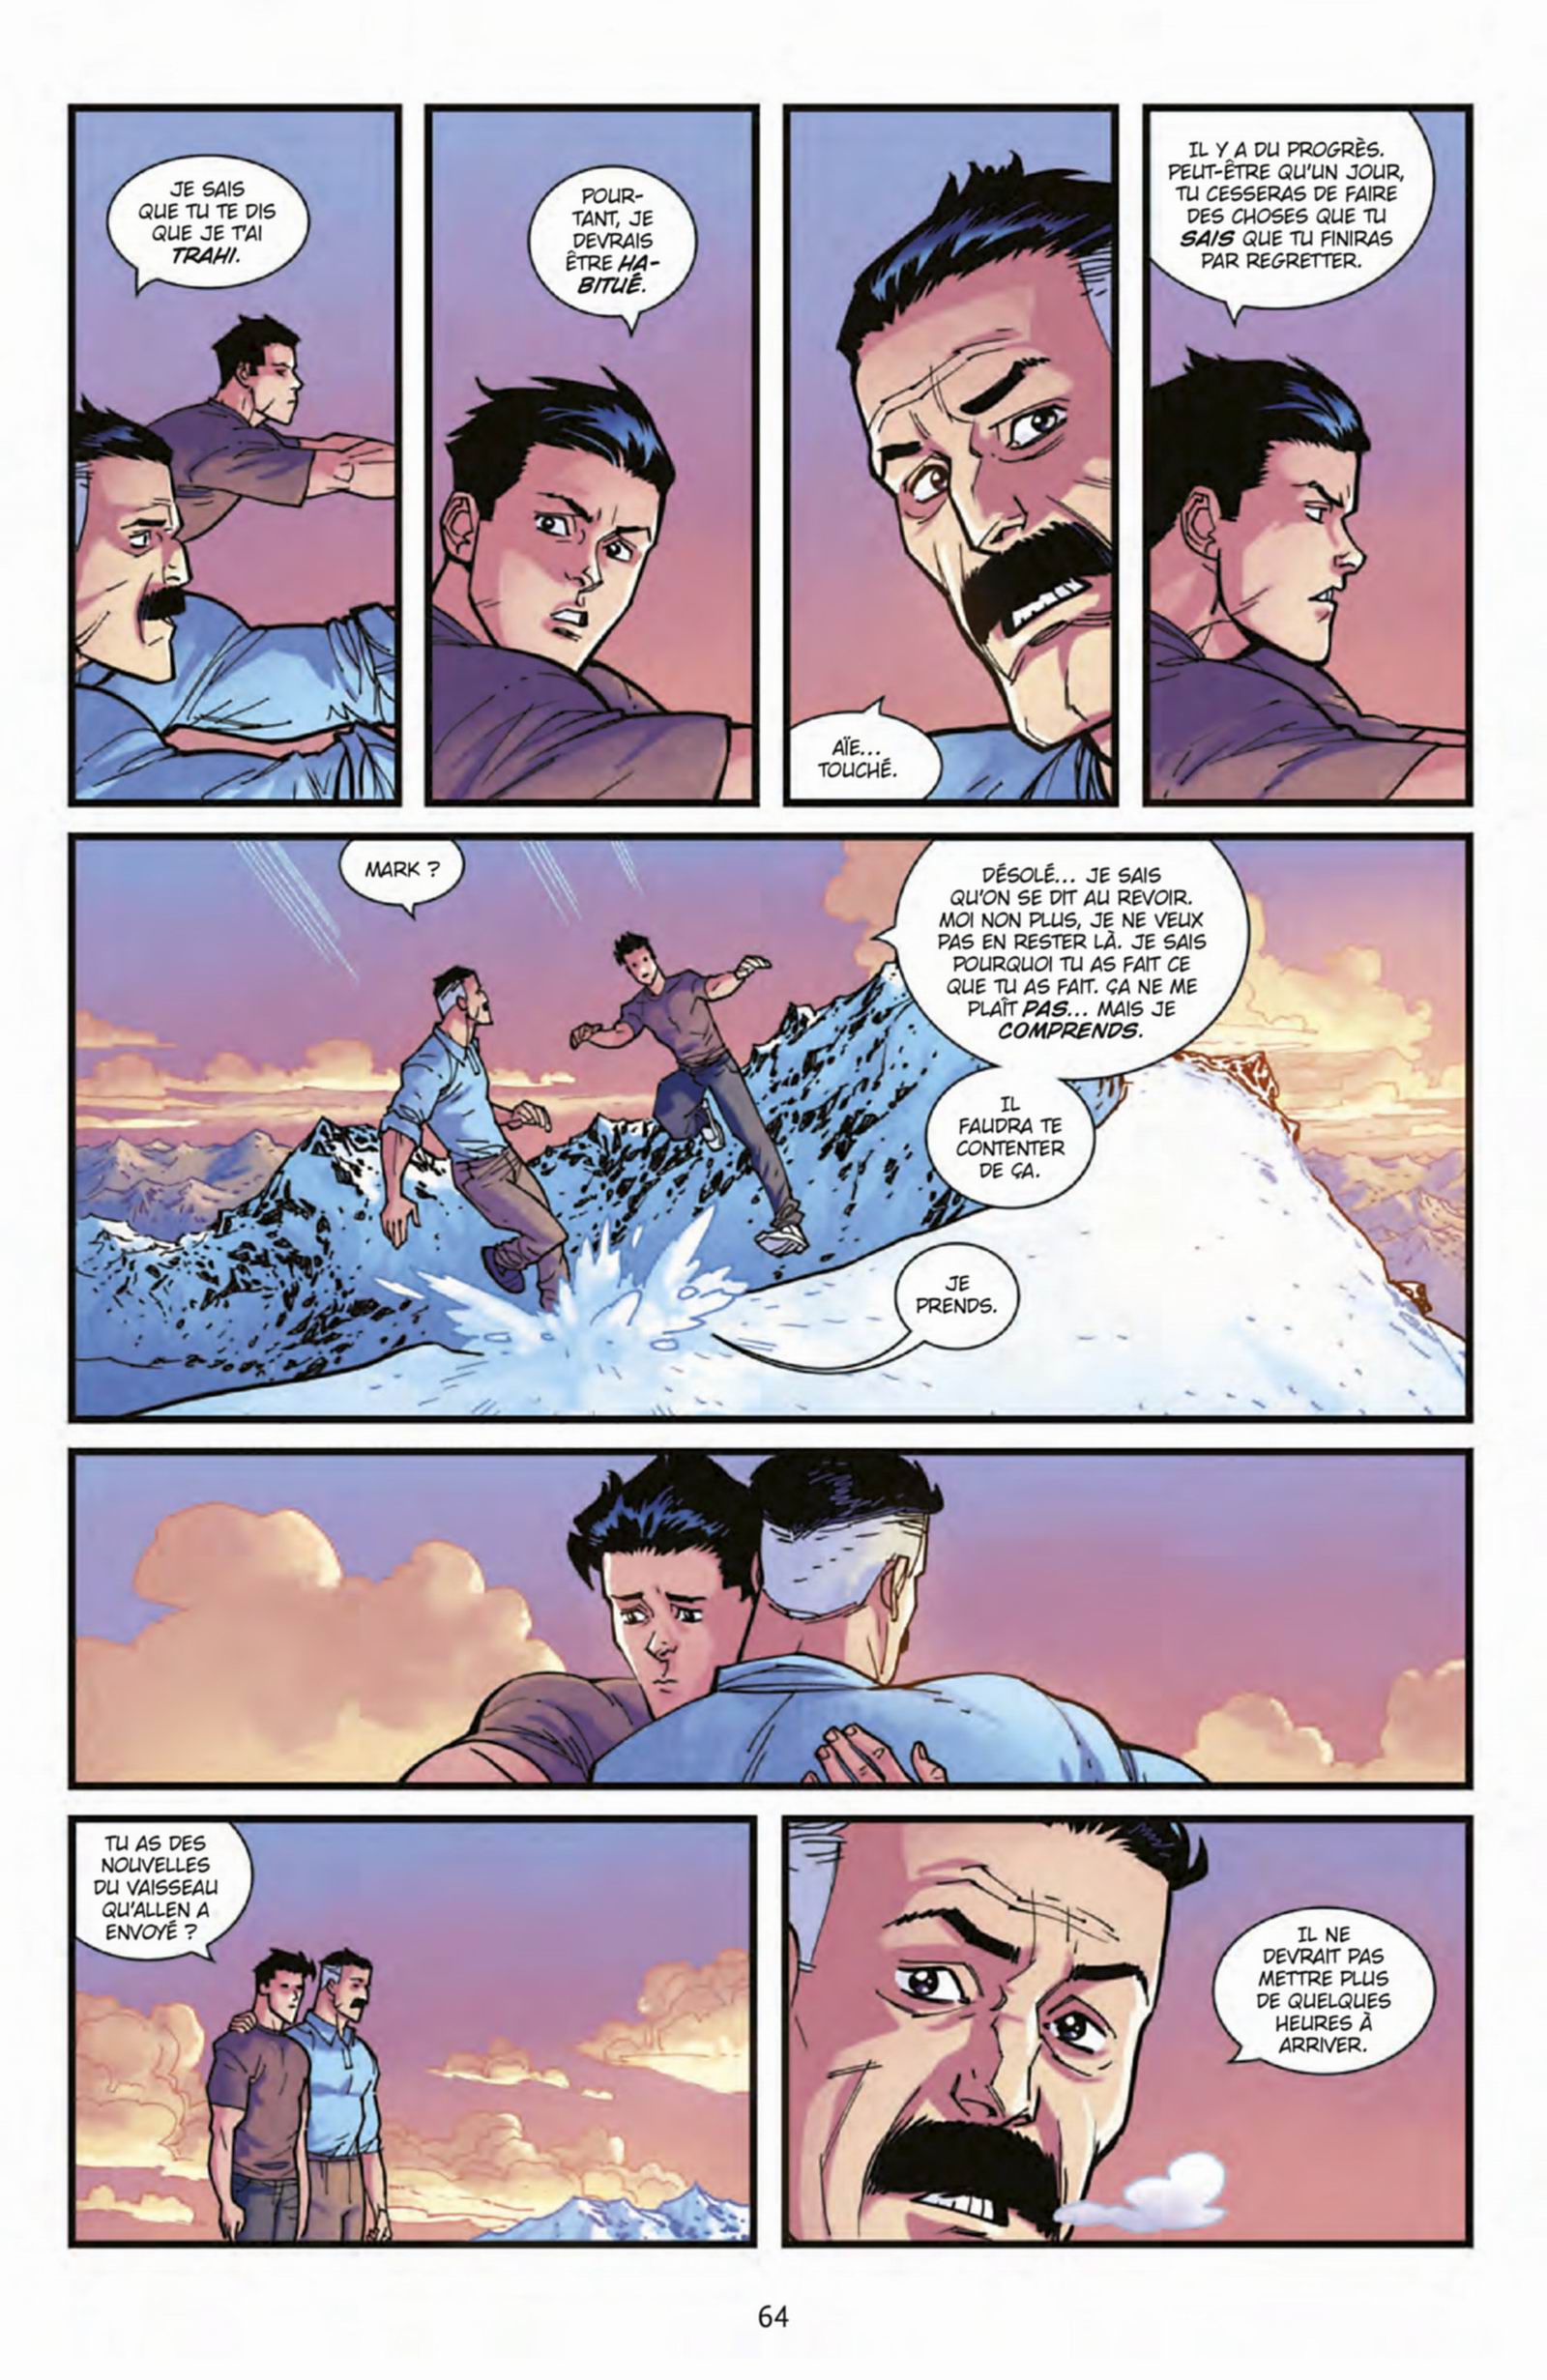 JE SAIS
QUE TU TE DIS
QUE JE T'AI
TRAHI.
POUR-
TANT, JE
DEVRAIS
ÊTRE HA-
BITUÉ.
AÏE...
TOUCHÉ.
IL Y A DU PROGRÈS.
PEUT-ÊTRE QU'UN JOUR,
TU CESSERAS DE FAIRE
DES CHOSES QUE TU
SAIS QUE TU FINIRAS
PAR REGRETTER.
MARK ?
DÉSOLÉ... JE SAIS
QU'ON SE DIT AU REVOIR.
MOI NON PLUS, JE NE VEUX
PAS EN RESTER LÀ. JE SAIS
POURQUOI TU AS FAIT CE
QUE TU AS FAIT. ÇA NE ME
PLAÎT PAS... MAIS JE
COMPRENDS.
IL
FAUDRA TE
CONTENTER
DE ÇA.
JE
PRENDS.
TU AS DES
NOUVELLES
DU VAISSEAU
QU'ALLEN A
ENVOYÉ ?
IL NE
DEVRAIT PAS
METTRE PLUS
DE QUELQUES
HEURES À
ARRIVER.
64